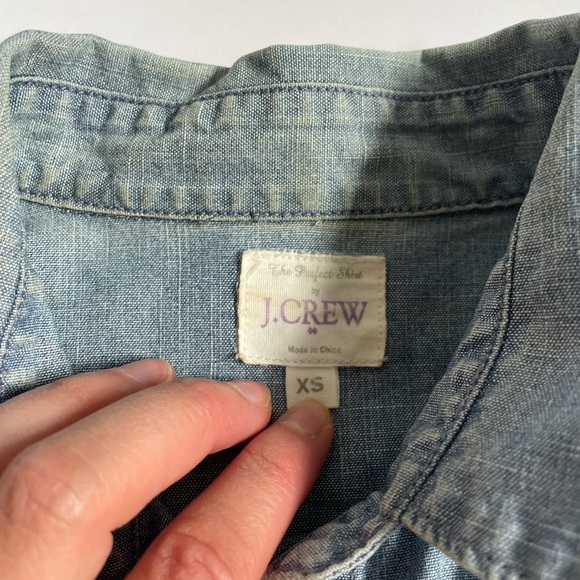 The Perfect Shirt
by
J.CREW
Made in China
XS